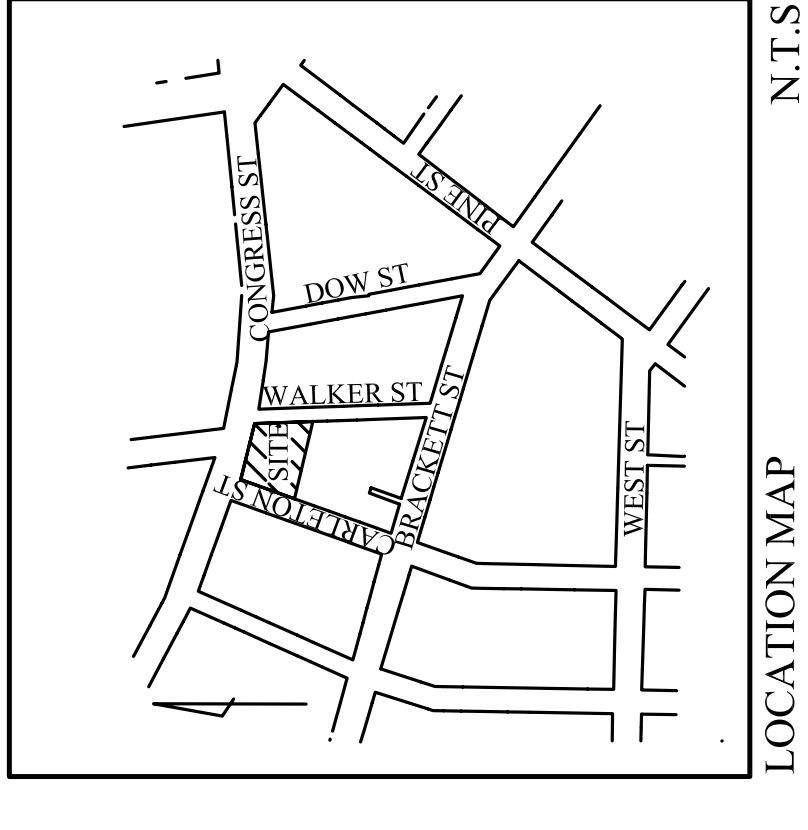 N.T.S
PINE ST
CONGRESS ST
DOW ST
WALKER ST
BRACKETT ST
SITE
WEST ST
CARLETON ST
LOCATION MAP